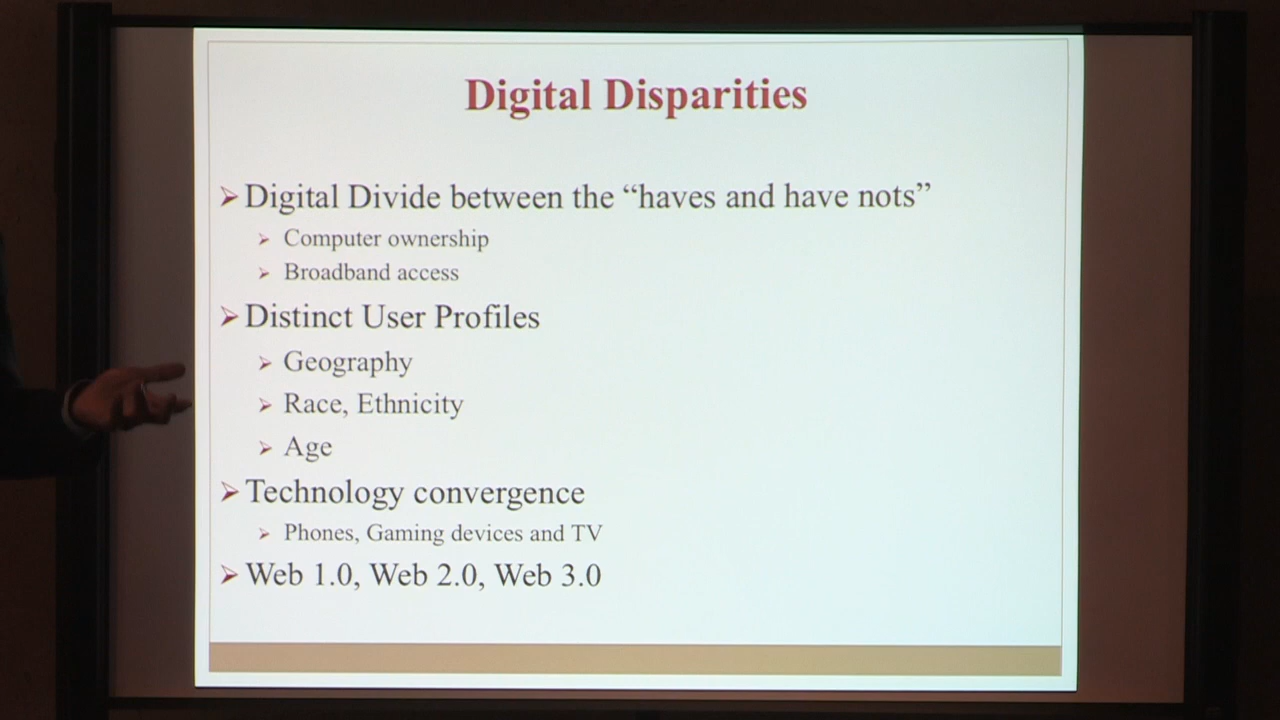 Digital Disparities
Digital Divide between the “haves and have nots”
Computer ownership
Broadband access
Distinct User Profiles
Geography
Race, Ethnicity
Age
Technology convergence
Phones, Gaming devices and TV
Web 1.0, Web 2.0, Web 3.0